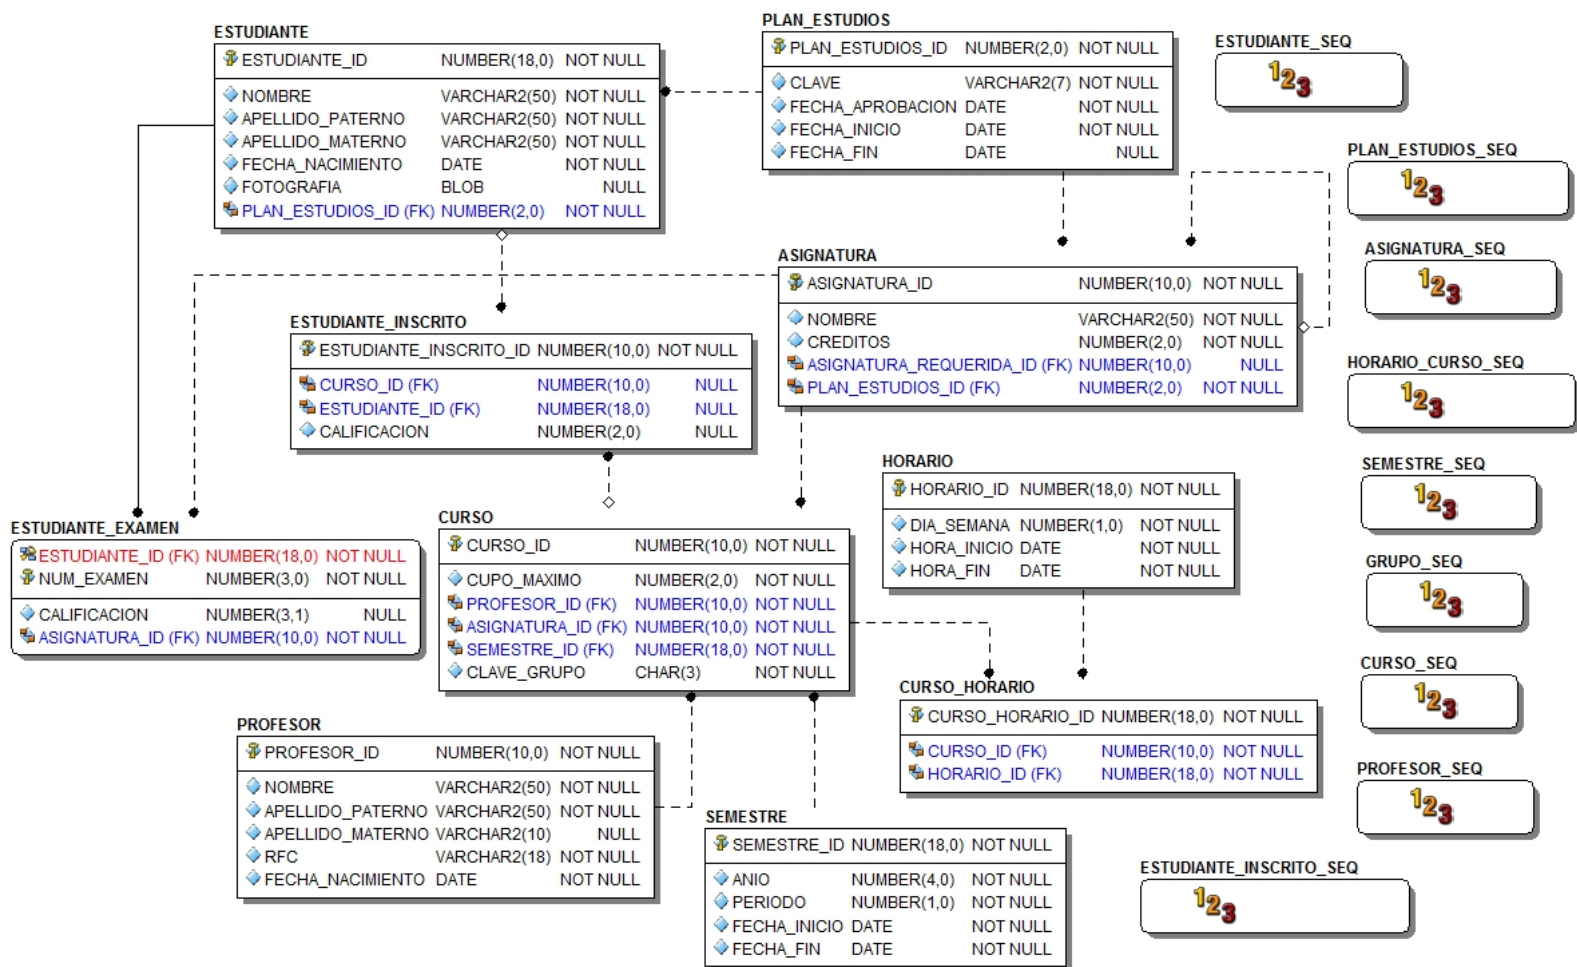 ESTUDIANTE
ESTUDIANTE_ID NUMBER(18,0) NOT NULL
NOMBRE VARCHAR2(50) NOT NULL
APELLIDO_PATERNO VARCHAR2(50) NOT NULL
APELLIDO_MATERNO VARCHAR2(50) NOT NULL
FECHA_NACIMIENTO DATE NOT NULL
FOTOGRAFIA BLOB NULL
PLAN_ESTUDIOS_ID (FK) NUMBER(2,0) NOT NULL
PLAN_ESTUDIOS
PLAN_ESTUDIOS_ID NUMBER(2,0) NOT NULL
CLAVE VARCHAR2(7) NOT NULL
FECHA_APROBACION DATE NOT NULL
FECHA_INICIO DATE NOT NULL
FECHA_FIN DATE NULL
ESTUDIANTE_SEQ
123
PLAN_ESTUDIOS_SEQ
123
ASIGNATURA_SEQ
123
HORARIO_CURSO_SEQ
123
SEMESTRE_SEQ
123
GRUPO_SEQ
123
CURSO_SEQ
123
PROFESOR_SEQ
123
ESTUDIANTE_INSCRITO_SEQ
123
ASIGNATURA
ASIGNATURA_ID NUMBER(10,0) NOT NULL
NOMBRE VARCHAR2(50) NOT NULL
CREDITOS NUMBER(2,0) NOT NULL
ASIGNATURA_REQUERIDA_ID (FK) NUMBER(10,0) NULL
PLAN_ESTUDIOS_ID (FK) NUMBER(2,0) NOT NULL
ESTUDIANTE_INSCRITO
ESTUDIANTE_INSCRITO_ID NUMBER(10,0) NOT NULL
CURSO_ID (FK) NUMBER(10,0) NULL
ESTUDIANTE_ID (FK) NUMBER(18,0) NULL
CALIFICACION NUMBER(2,0) NULL
HORARIO
HORARIO_ID NUMBER(18,0) NOT NULL
DIA_SEMANA NUMBER(1,0) NOT NULL
HORA_INICIO DATE NOT NULL
HORA_FIN DATE NOT NULL
ESTUDIANTE_EXAMEN
ESTUDIANTE_ID (FK) NUMBER(18,0) NOT NULL
NUM_EXAMEN NUMBER(3,0) NOT NULL
CALIFICACION NUMBER(3,1) NULL
ASIGNATURA_ID (FK) NUMBER(10,0) NOT NULL
CURSO
CURSO_ID NUMBER(10,0) NOT NULL
CUPO_MAXIMO NUMBER(2,0) NOT NULL
PROFESOR_ID (FK) NUMBER(10,0) NOT NULL
ASIGNATURA_ID (FK) NUMBER(10,0) NOT NULL
SEMESTRE_ID (FK) NUMBER(18,0) NOT NULL
CLAVE_GRUPO CHAR(3) NOT NULL
CURSO_HORARIO
CURSO_HORARIO_ID NUMBER(18,0) NOT NULL
CURSO_ID (FK) NUMBER(10,0) NOT NULL
HORARIO_ID (FK) NUMBER(18,0) NOT NULL
PROFESOR
PROFESOR_ID NUMBER(10,0) NOT NULL
NOMBRE VARCHAR2(50) NOT NULL
APELLIDO_PATERNO VARCHAR2(50) NOT NULL
APELLIDO_MATERNO VARCHAR2(10) NULL
RFC VARCHAR2(18) NOT NULL
FECHA_NACIMIENTO DATE NOT NULL
SEMESTRE
SEMESTRE_ID NUMBER(18,0) NOT NULL
ANIO NUMBER(4,0) NOT NULL
PERIODO NUMBER(1,0) NOT NULL
FECHA_INICIO DATE NOT NULL
FECHA_FIN DATE NOT NULL